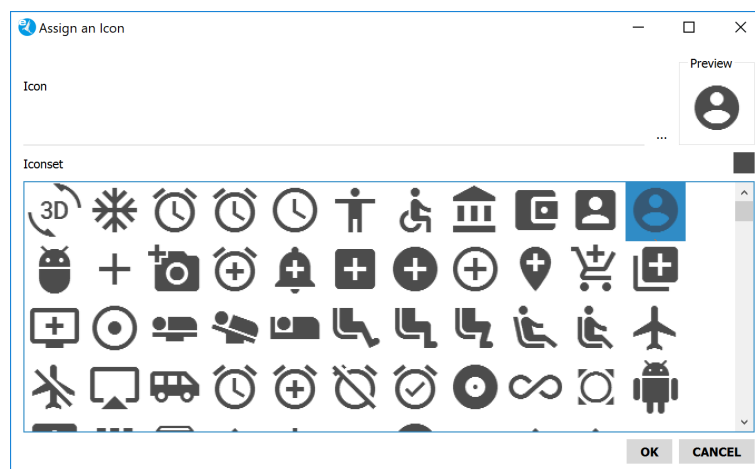 Assign an Icon
Preview
Icon
...
Iconset
3D
OK
CANCEL